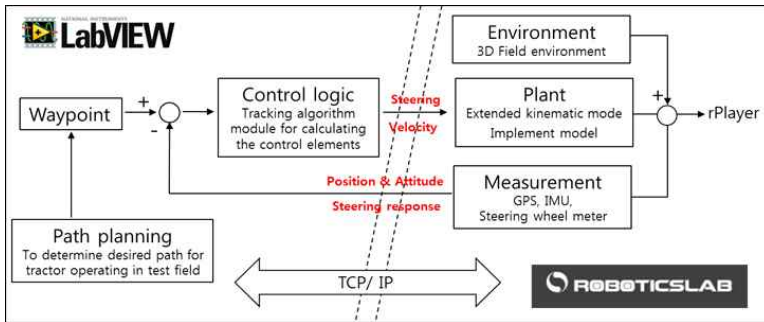 NATIONAL INSTRUMENTS
LabVIEW
Environment
3D Field environment
Waypoint
+
-
Control logic
Tracking algorithm
module for calculating
the control elements
Steering
Velocity
Plant
Extended kinematic mode
Implement model
+
rPlayer
Position & Attitude
Steering response
Measurement
GPS, IMU,
Steering wheel meter
Path planning
To determine desired path for
tractor operating in test field
TCP/ IP
ROBOTICSLAB